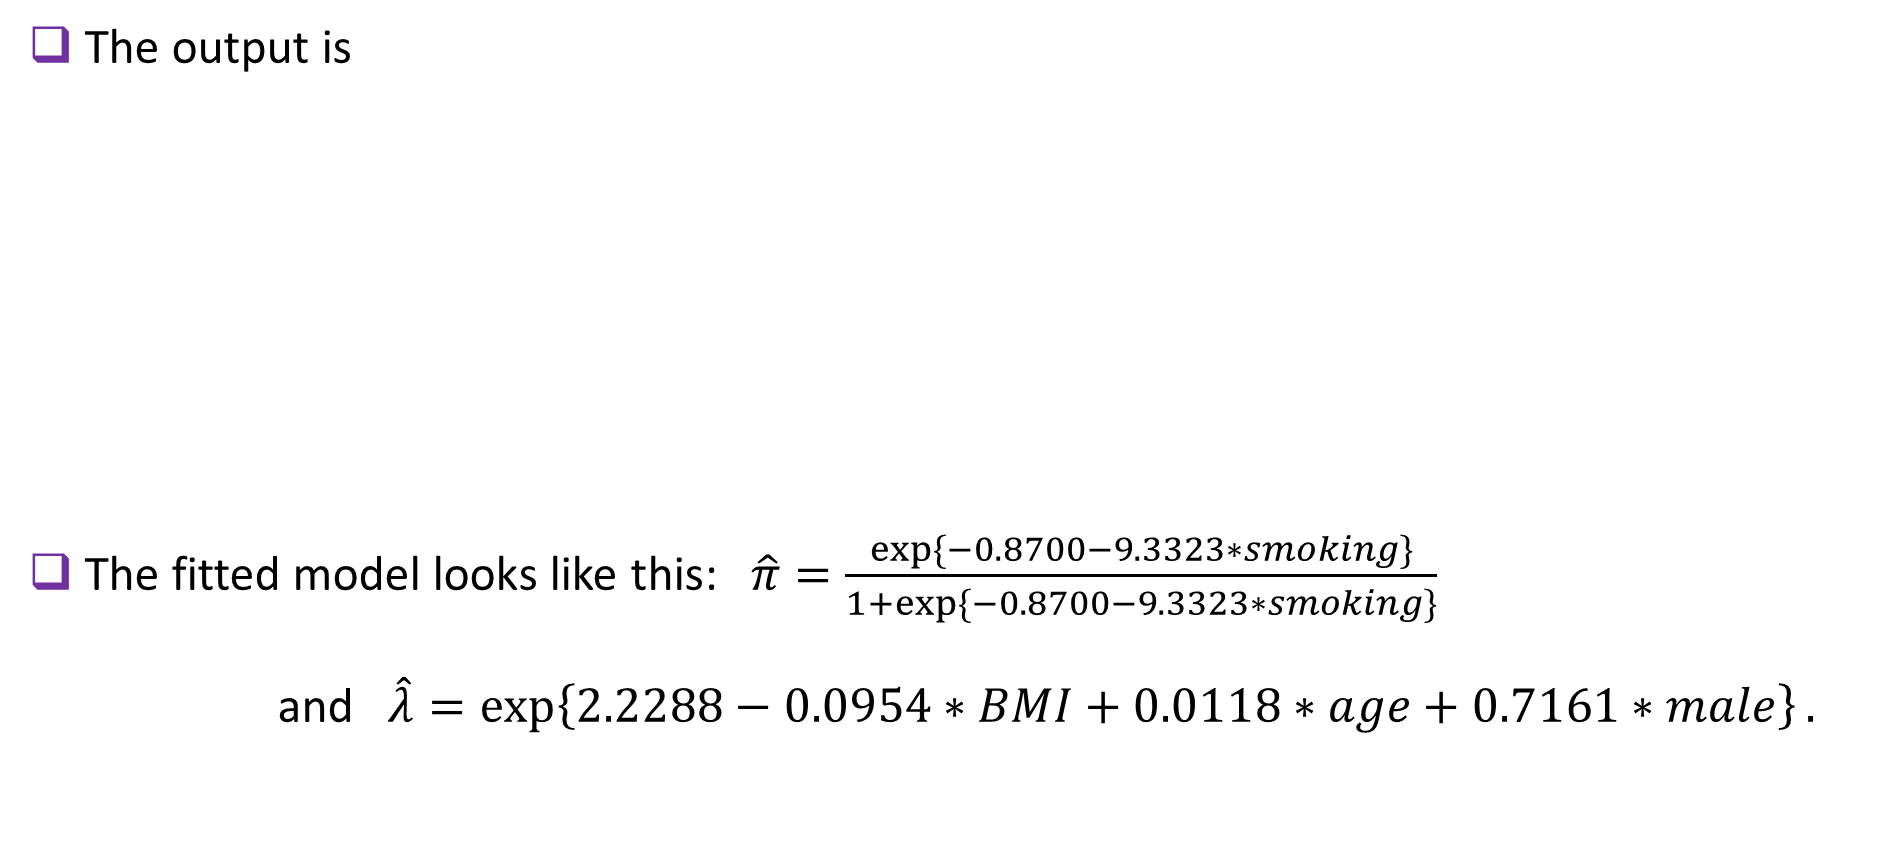 ❑ The output is
❑ The fitted model looks like this: π̂ = exp{−0.8700−9.3323∗smoking} / 1+exp{−0.8700−9.3323∗smoking}
and λ̂ = exp{2.2288 − 0.0954 ∗ BMI + 0.0118 ∗ age + 0.7161 ∗ male}.